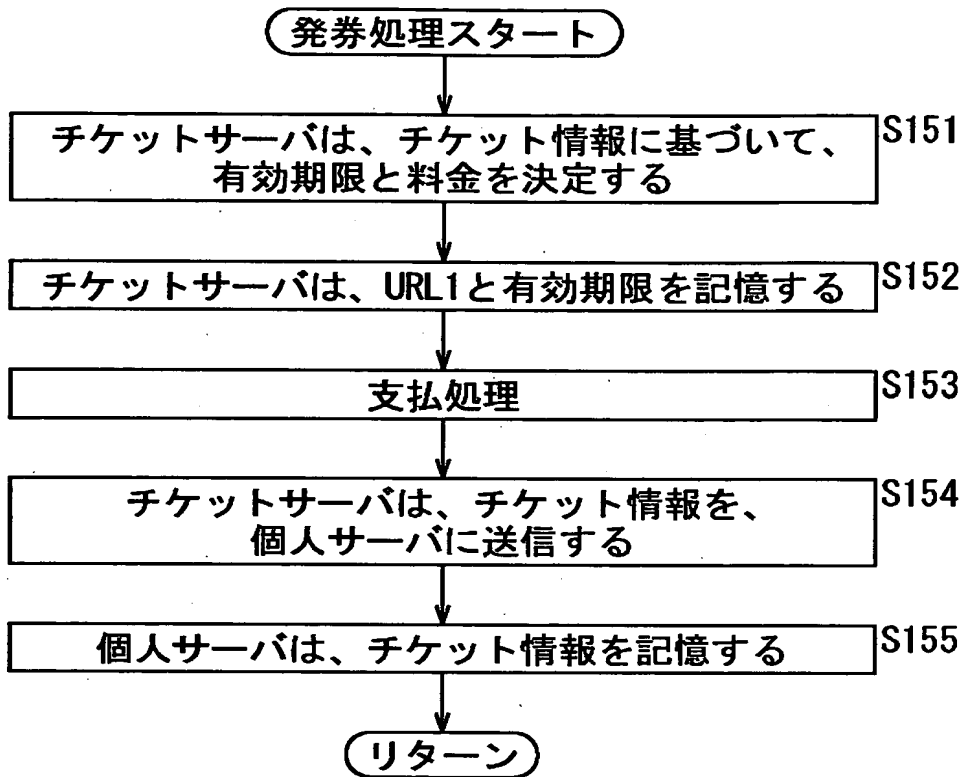 発券処理スタート
チケットサーバは、チケット情報に基づいて、
有効期限と料金を決定する
S151
チケットサーバは、URL1と有効期限を記憶する
S152
支払処理
S153
チケットサーバは、チケット情報を、
個人サーバに送信する
S154
個人サーバは、チケット情報を記憶する
S155
リターン